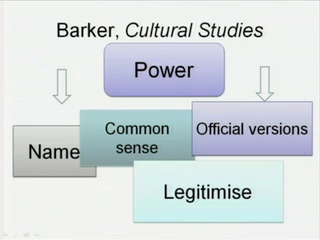 Barker, Cultural Studies
Power
Name
Common
sense
Official versions
Legitimise